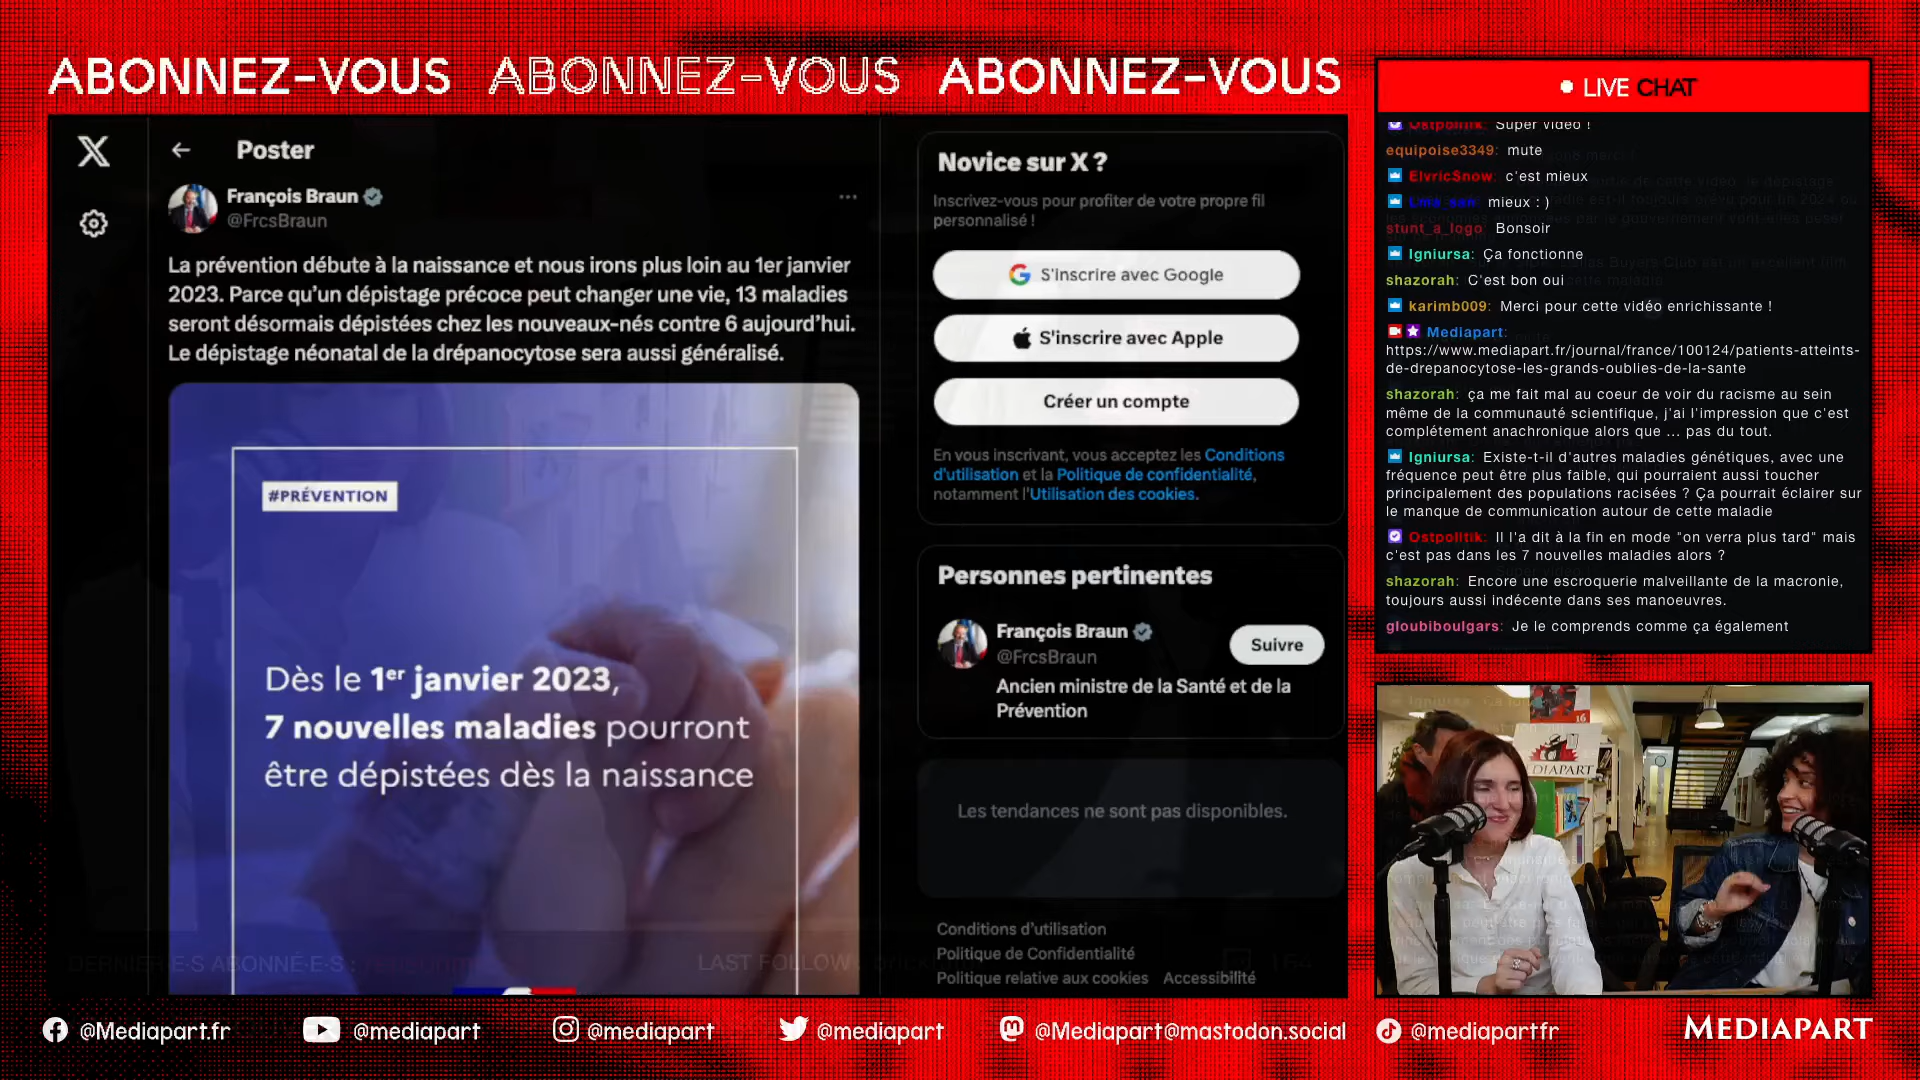 ABONNEZ-VOUS ABONNEZ-VOUS ABONNEZ-VOUS
Poster
François Braun
@FrcsBraun
La prévention débute à la naissance et nous irons plus loin au 1er janvier
2023. Parce qu'un dépistage précoce peut changer une vie, 13 maladies
seront désormais dépistées chez les nouveaux-nés contre 6 aujourd'hui.
Le dépistage néonatal de la drépanocytose sera aussi généralisé.
#PRÉVENTION
Dès le 1er janvier 2023,
7 nouvelles maladies pourront
être dépistées dès la naissance
Novice sur X ?
Inscrivez-vous pour profiter de votre propre fil
personnalisé !
S'inscrire avec Google
S'inscrire avec Apple
Créer un compte
En vous inscrivant, vous acceptez les Conditions
d'utilisation et la Politique de confidentialité,
notamment l'Utilisation des cookies.
Personnes pertinentes
François Braun
@FrcsBraun
Suivre
Ancien ministre de la Santé et de la
Prévention
Les tendances ne sont pas disponibles.
Conditions d'utilisation
Politique de Confidentialité
Politique relative aux cookies Accessibilité
DERNIER·E·S ABONNÉ·E·S :
LAST FOLLOW
LIVE CHAT
Ostpolitik: Super vidéo !
equipoise3349: mute
ElvricSnow: c'est mieux
mieux : )
stunt_a_logo: Bonsoir
Igniursa: Ça fonctionne
shazorah: C'est bon oui
karimb009: Merci pour cette vidéo enrichissante !
Mediapart:
https://www.mediapart.fr/journal/france/100124/patients-atteints-
de-drepanocytose-les-grands-oublies-de-la-sante
shazorah: ça me fait mal au coeur de voir du racisme au sein
même de la communauté scientifique, j'ai l'impression que c'est
complétement anachronique alors que ... pas du tout.
Igniursa: Existe-t-il d'autres maladies génétiques, avec une
fréquence peut être plus faible, qui pourraient aussi toucher
principalement des populations racisées ? Ça pourrait éclairer sur
le manque de communication autour de cette maladie
Ostpolitik: Il l'a dit à la fin en mode "on verra plus tard" mais
c'est pas dans les 7 nouvelles maladies alors ?
shazorah: Encore une escroquerie malveillante de la macronie,
toujours aussi indécente dans ses manoeuvres.
gloubiboulgars: Je le comprends comme ça également
16
@Mediapart.fr
@mediapart
@mediapart
@mediapart
@Mediapart@mastodon.social
@mediapartfr
MEDIAPART